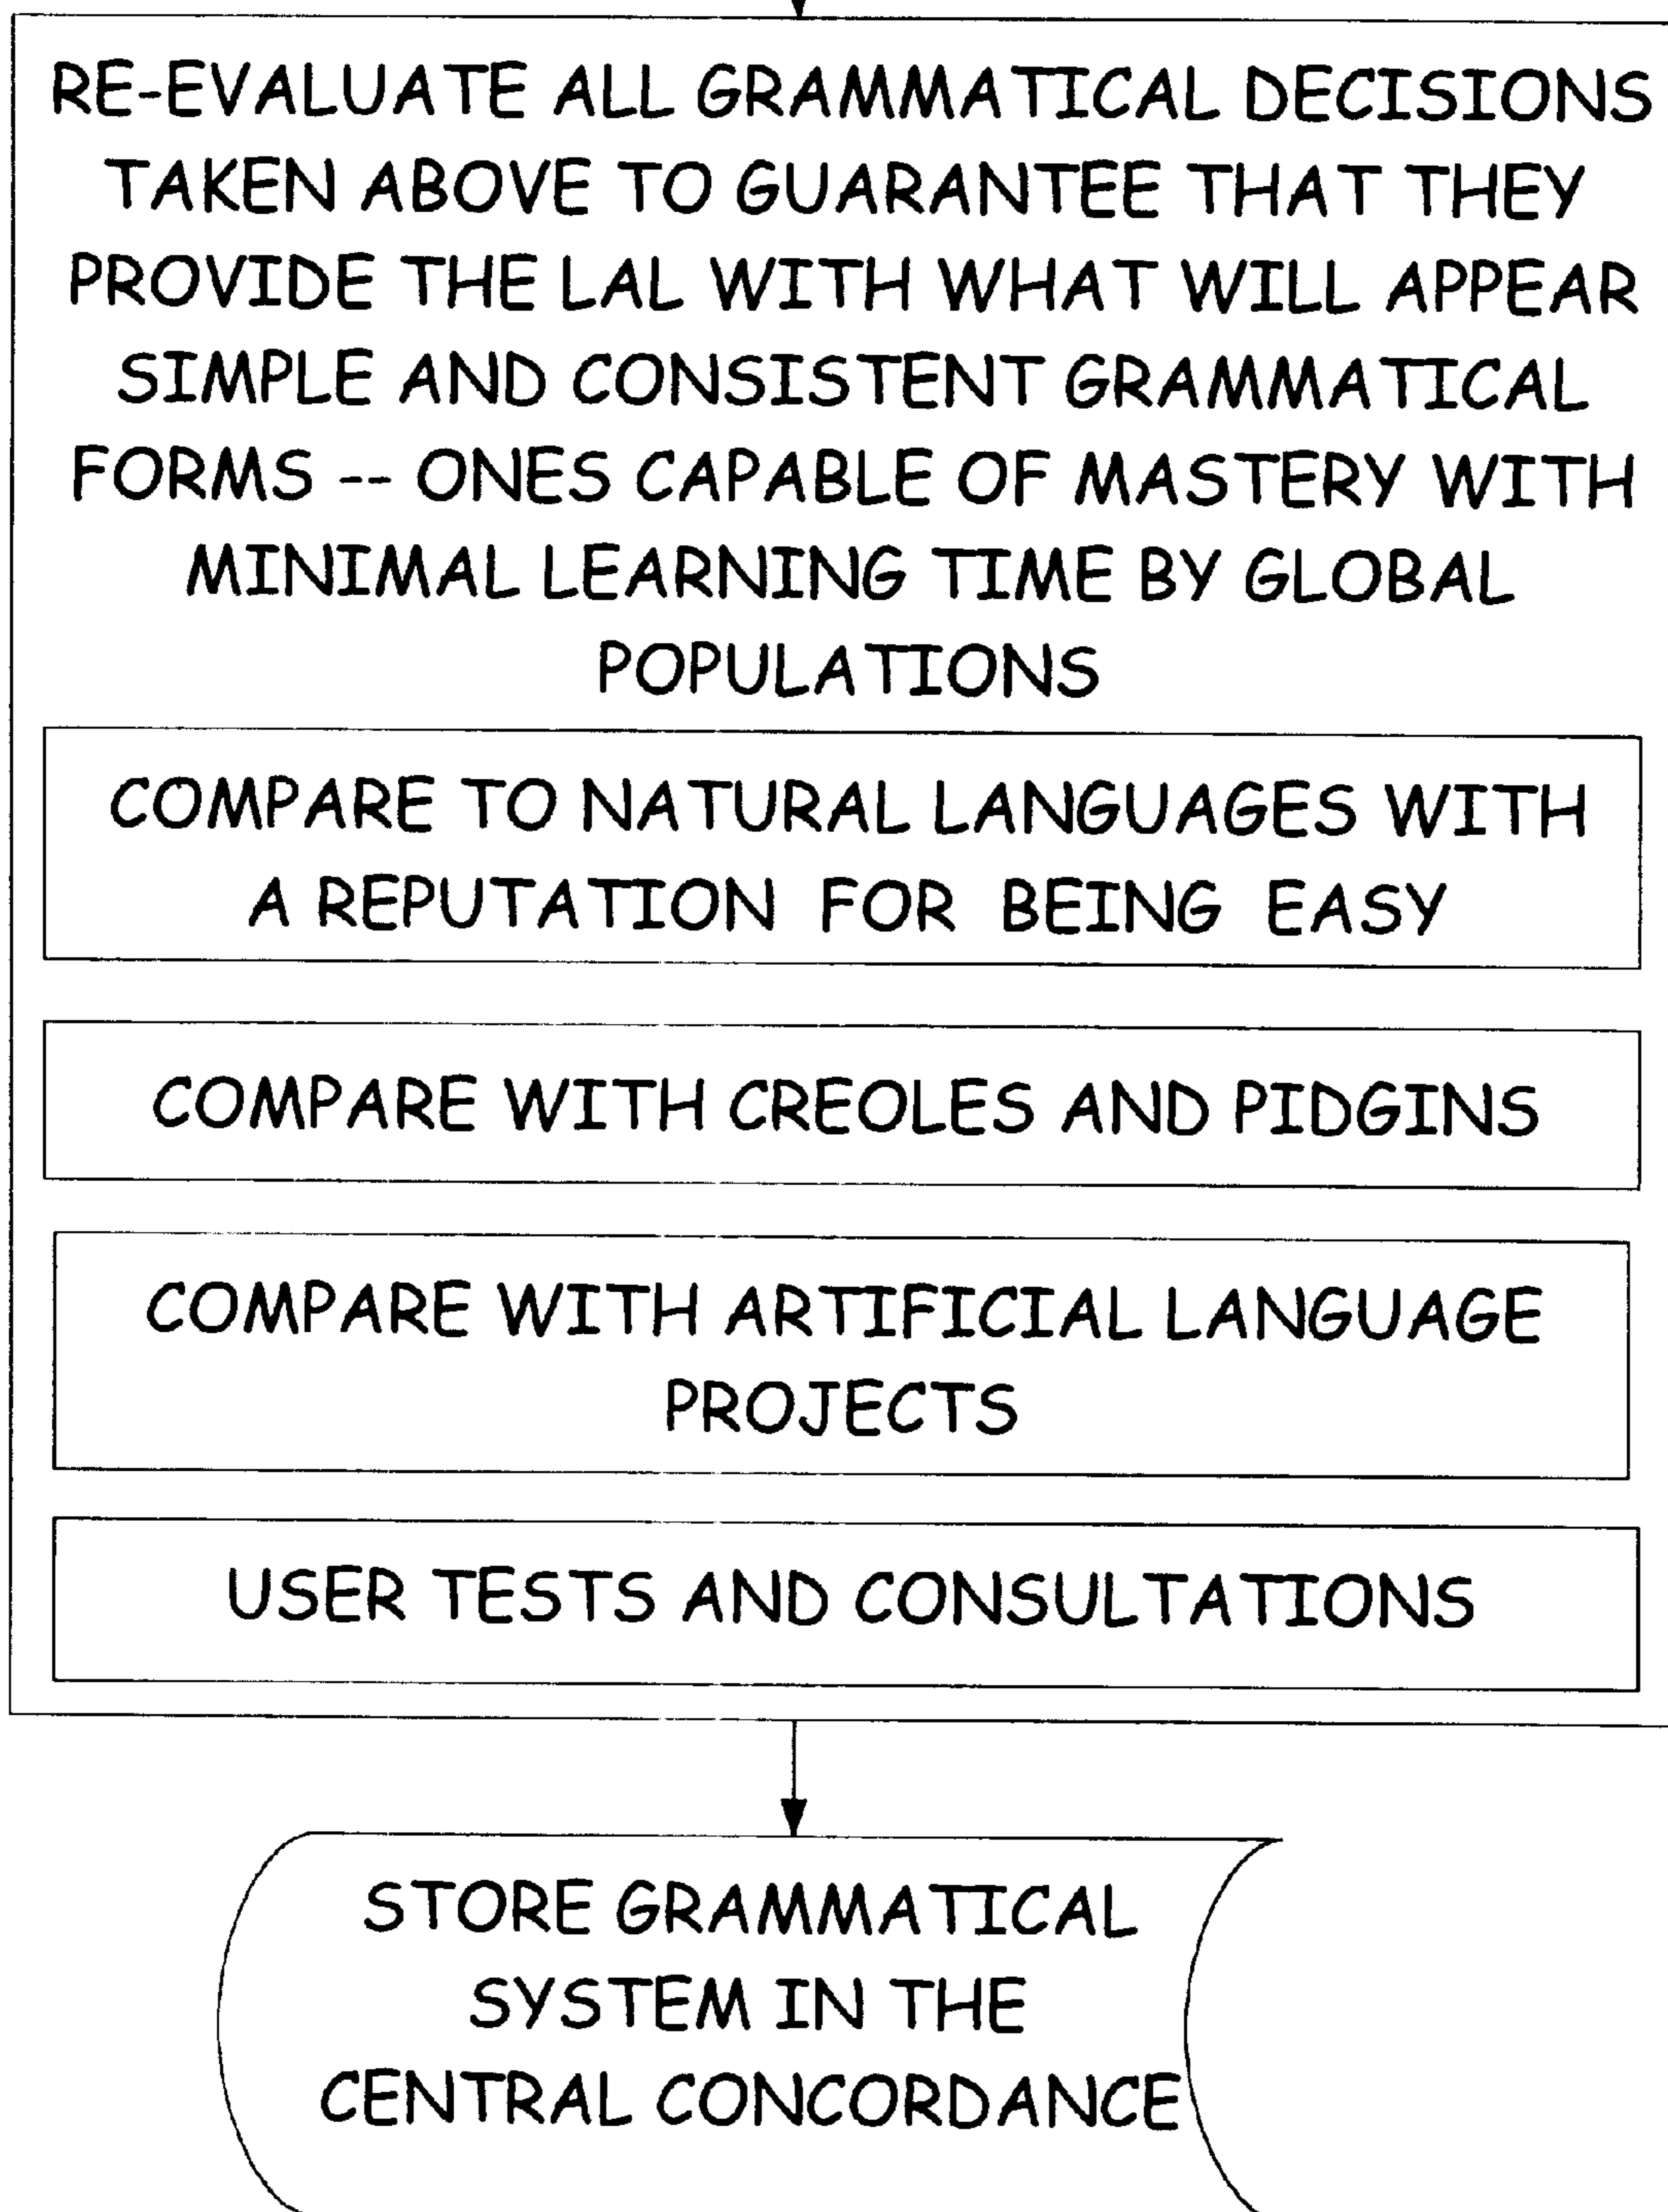 RE-EVALUATE ALL GRAMMATICAL DECISIONS
TAKEN ABOVE TO GUARANTEE THAT THEY
PROVIDE THE LAL WITH WHAT WILL APPEAR
SIMPLE AND CONSISTENT GRAMMATICAL
FORMS -- ONES CAPABLE OF MASTERY WITH
MINIMAL LEARNING TIME BY GLOBAL
POPULATIONS
COMPARE TO NATURAL LANGUAGES WITH
A REPUTATION FOR BEING EASY
COMPARE WITH CREOLES AND PIDGINS
COMPARE WITH ARTIFICIAL LANGUAGE
PROJECTS
USER TESTS AND CONSULTATIONS
STORE GRAMMATICAL
SYSTEM IN THE
CENTRAL CONCORDANCE